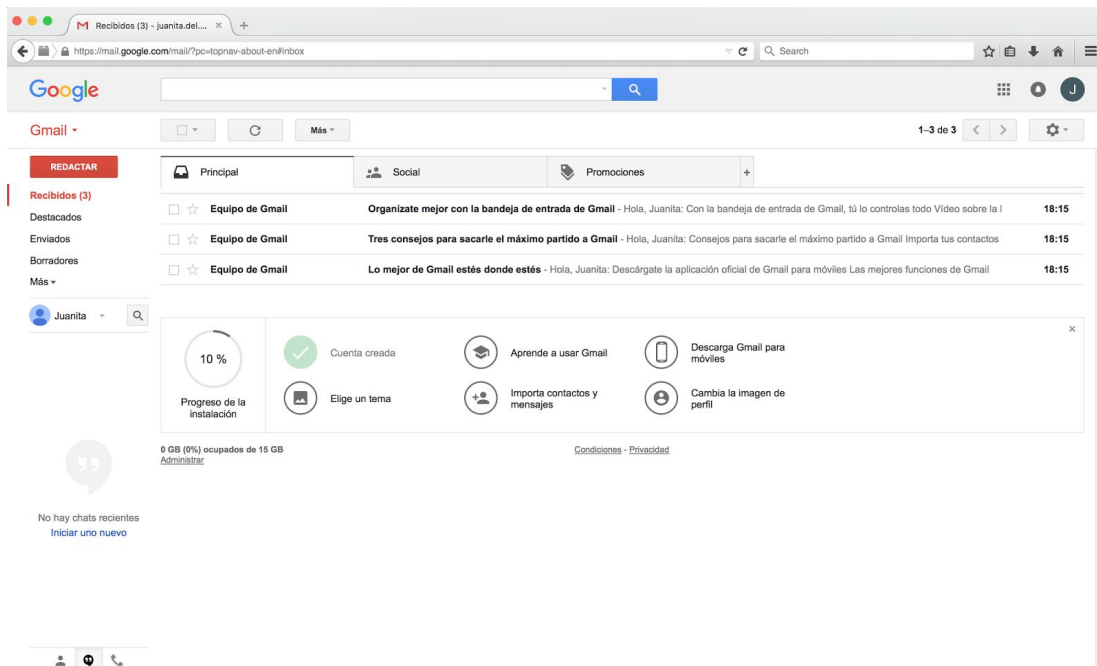 Recibidos (3) - juanita.del....
https://mail.google.com/mail/?pc=topnav-about-en#inbox
Search
Google
J
Gmail
Más
1–3 de 3
REDACTAR
Principal
Social
Promociones
Recibidos (3)
Destacados
Enviados
Borradores
Más
Juanita
Equipo de Gmail Organízate mejor con la bandeja de entrada de Gmail - Hola, Juanita: Con la bandeja de entrada de Gmail, tú lo controlas todo Vídeo sobre la 18:15
Equipo de Gmail Tres consejos para sacarle el máximo partido a Gmail - Hola, Juanita: Consejos para sacarle el máximo partido a Gmail Importa tus contactos 18:15
Equipo de Gmail Lo mejor de Gmail estés donde estés - Hola, Juanita: Descárgate la aplicación oficial de Gmail para móviles Las mejores funciones de Gmail 18:15
10 %
Progreso de la
instalación
Cuenta creada
Aprende a usar Gmail
Descarga Gmail para
móviles
Elige un tema
Importa contactos y
mensajes
Cambia la imagen de
perfil
0 GB (0%) ocupados de 15 GB
Administrar
Condiciones - Privacidad
No hay chats recientes
Iniciar uno nuevo